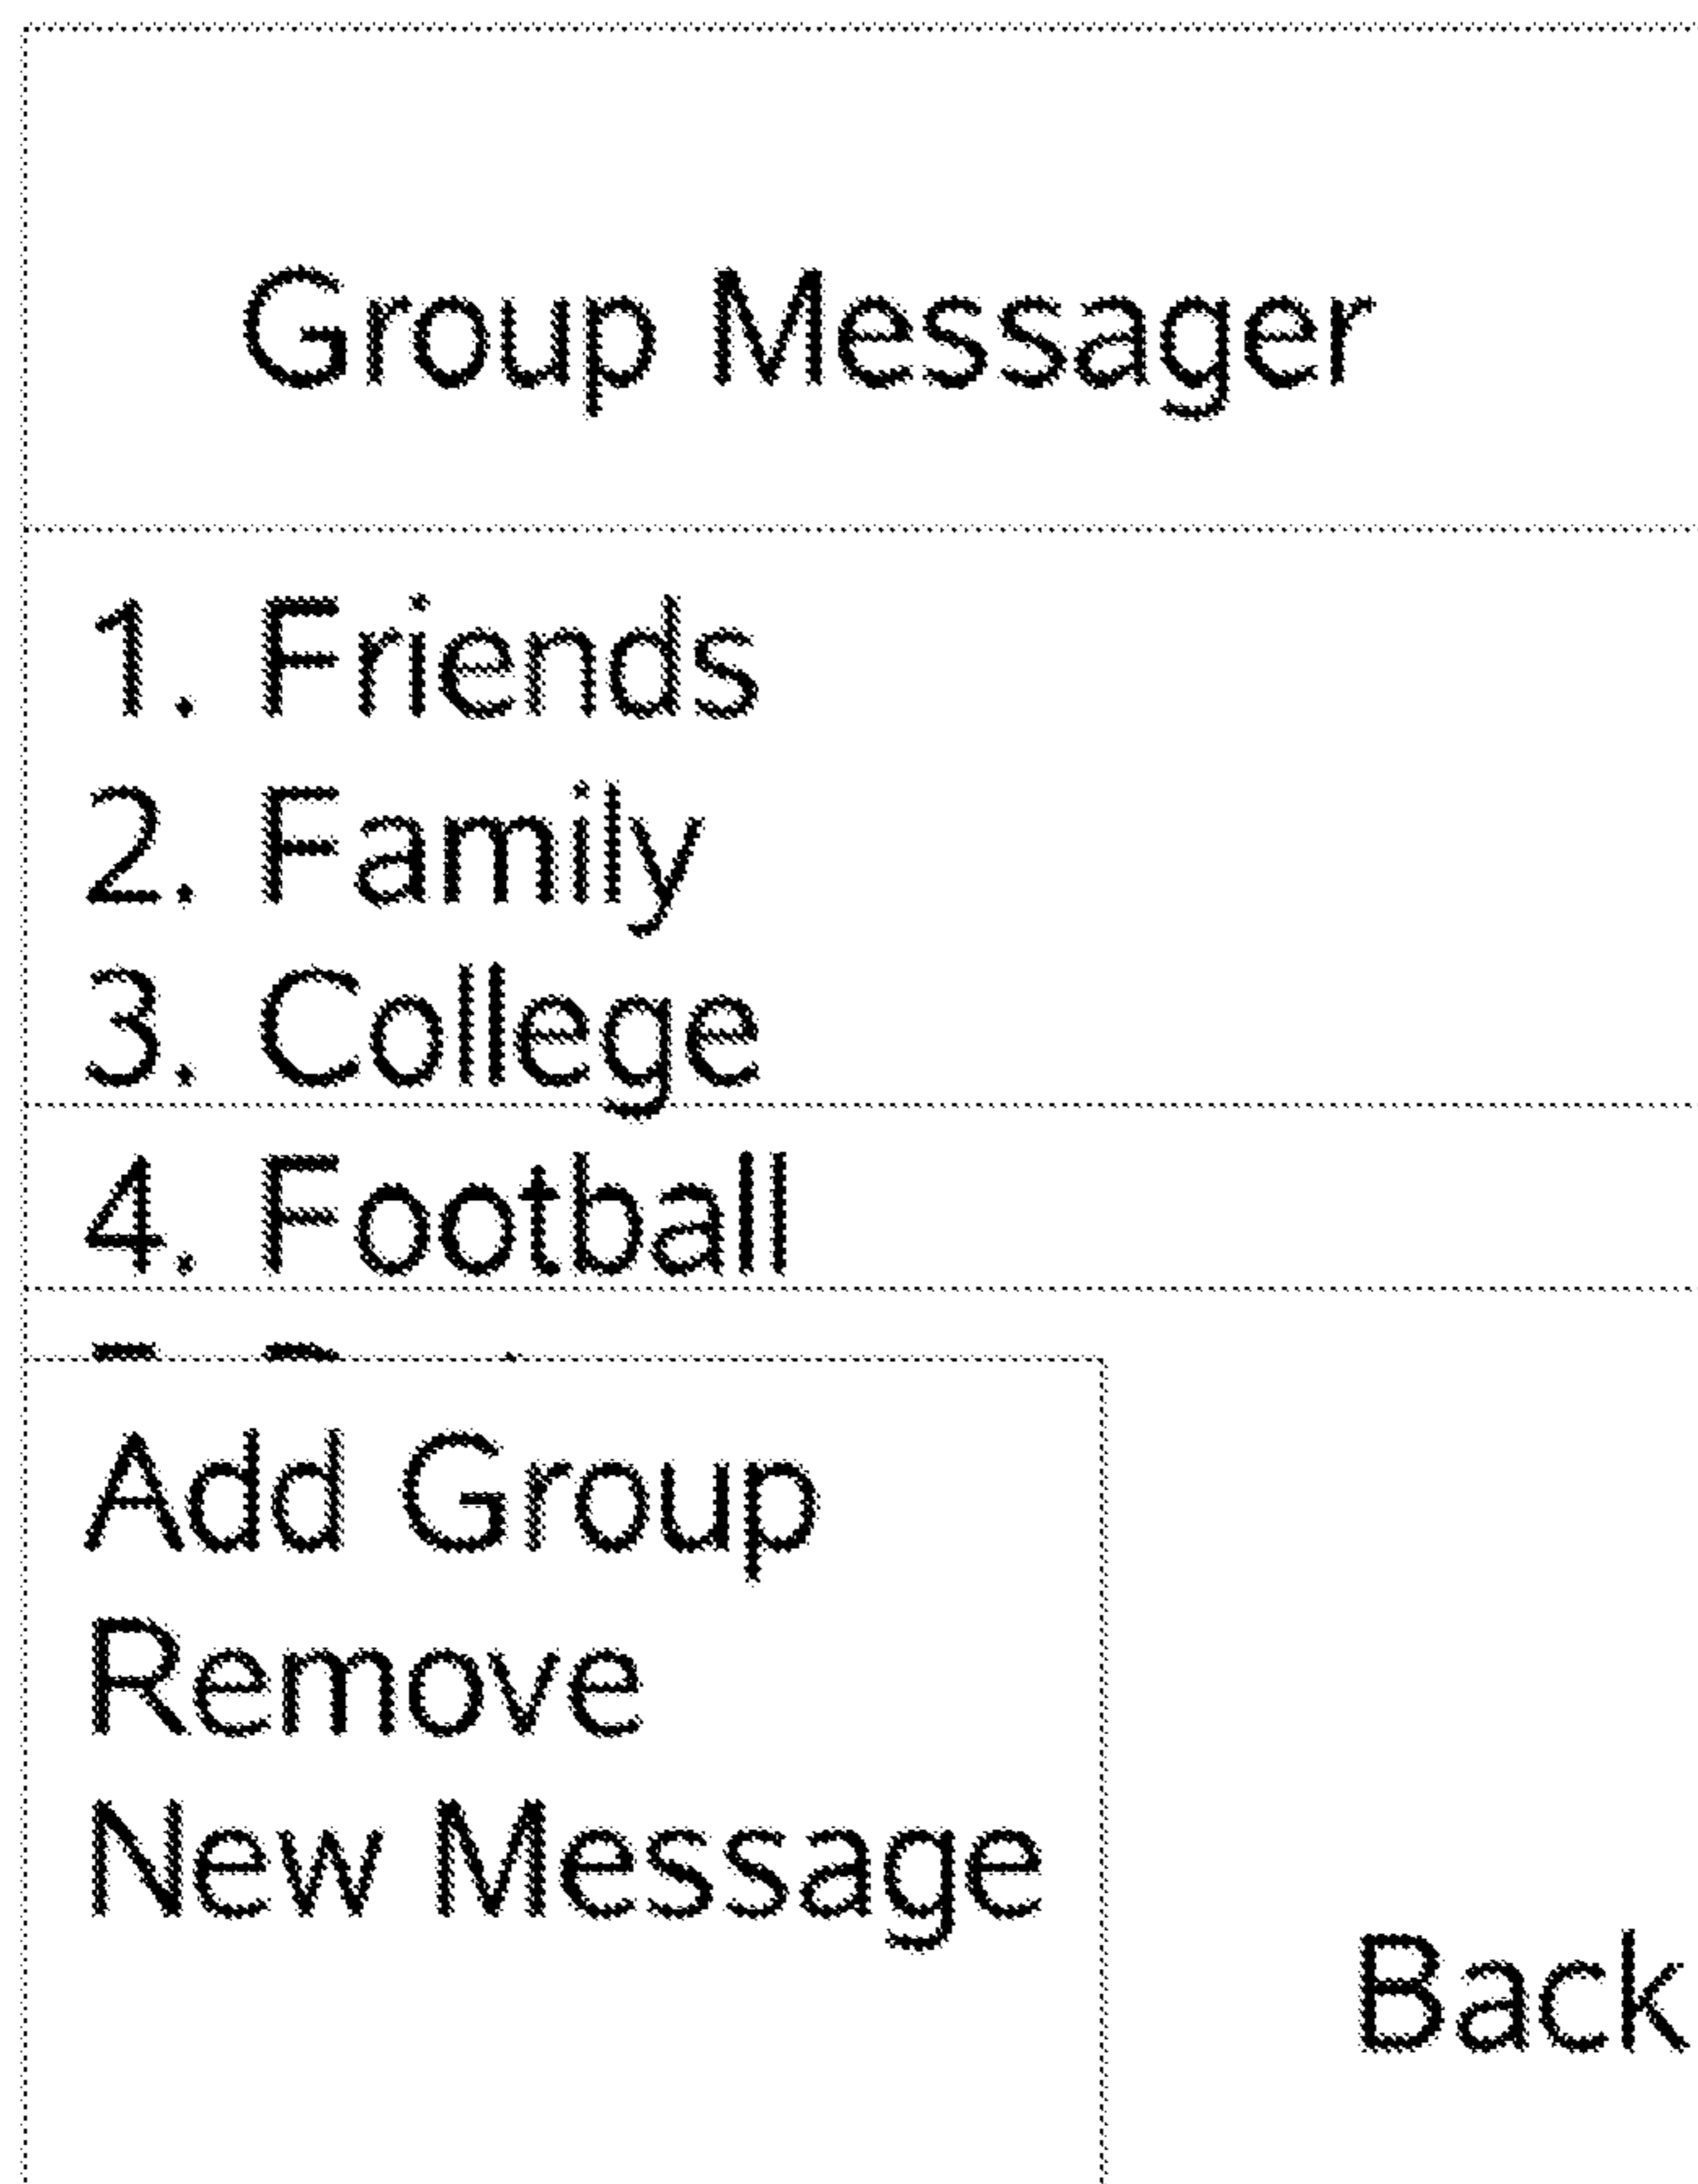 Group Messager
1. Friends
2. Family
3. College
4. Football
Add Group
Remove
New Message
Back